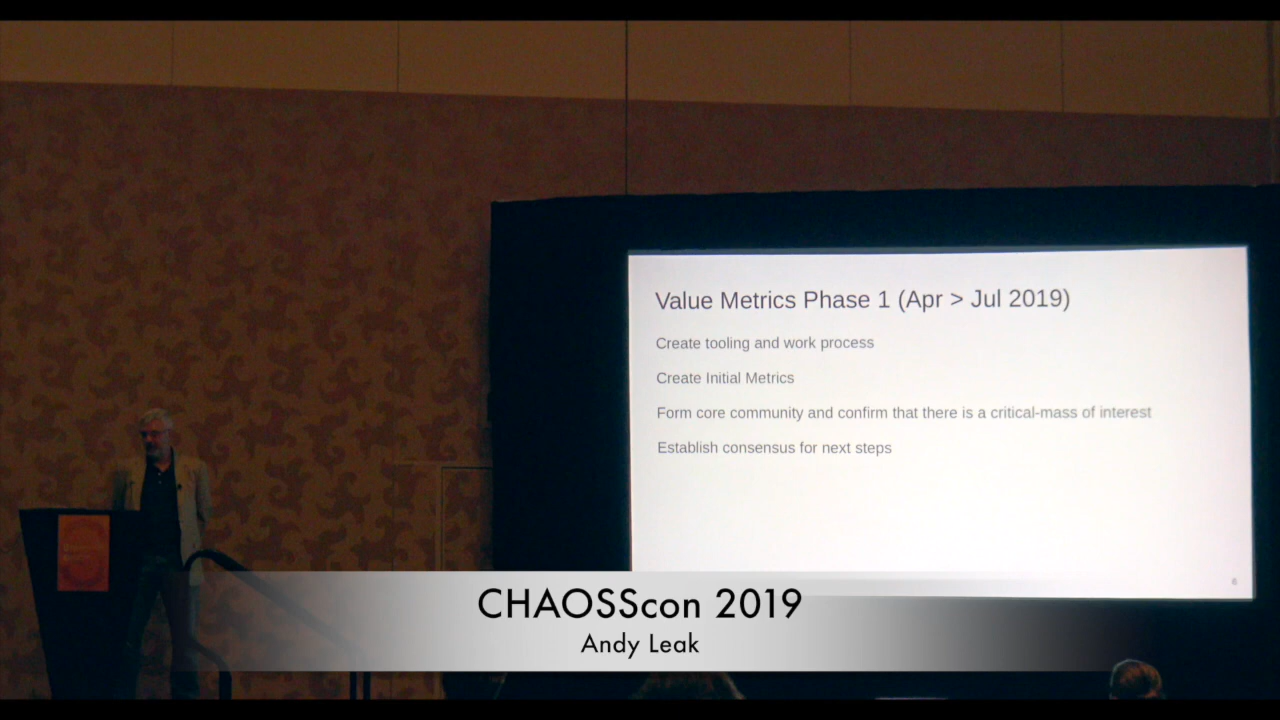 Value Metrics Phase 1 (Apr > Jul 2019)
Create tooling and work process
Create Initial Metrics
Form core community and confirm that there is a critical-mass of interest
Establish consensus for next steps
6
CHAOSScon 2019
Andy Leak